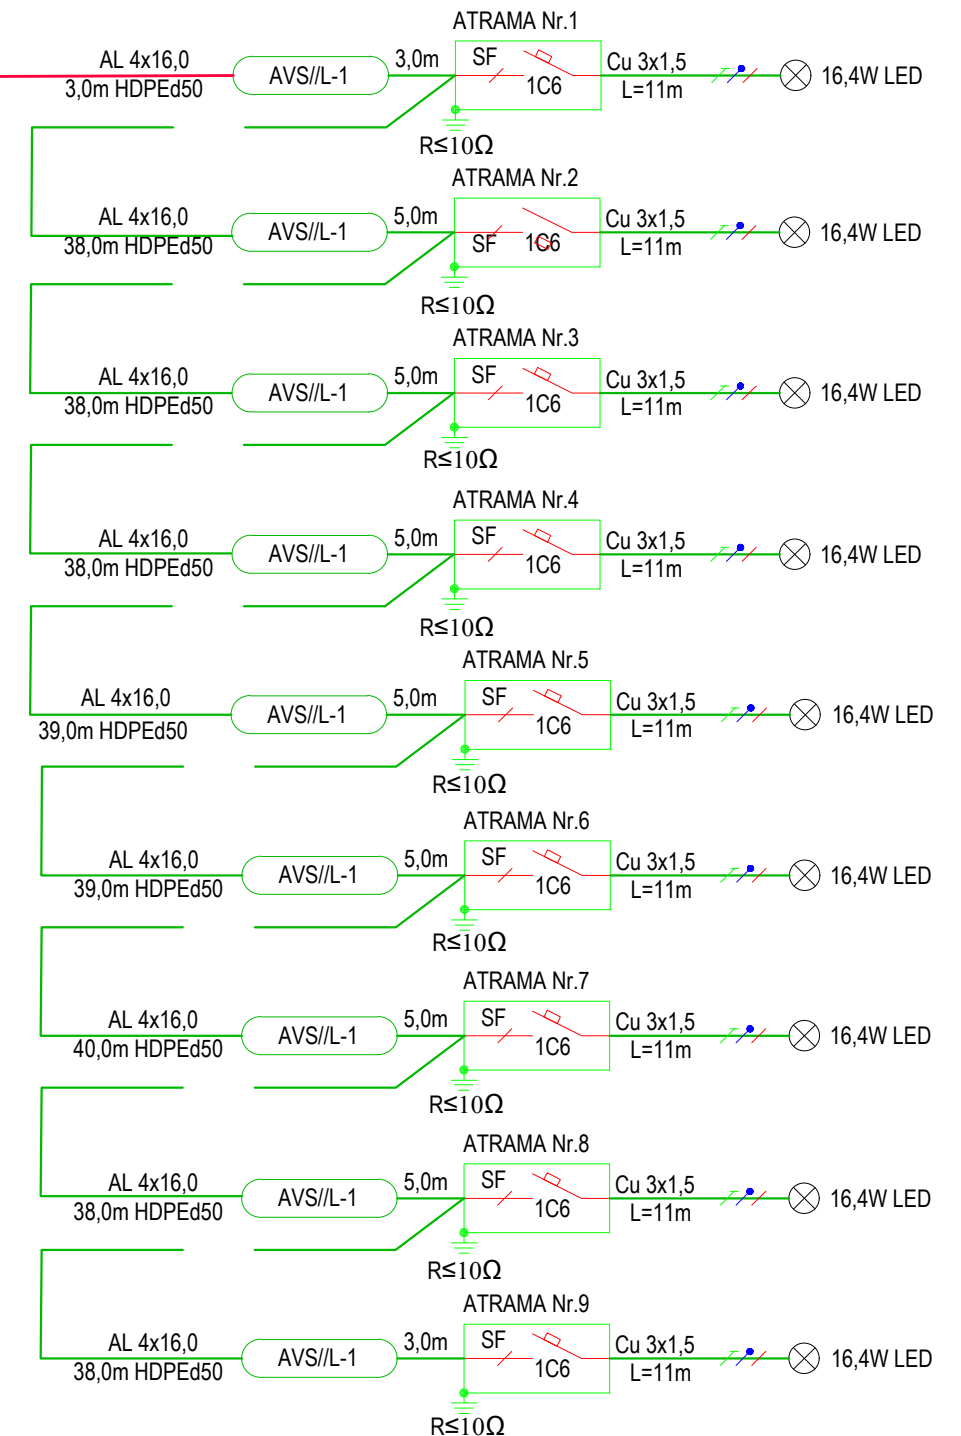 ATRAMA Nr.1
AL 4x16,0
3,0m HDPEd50
AVS//L-1
3,0m
SF
1C6
Cu 3x1,5
L=11m
16,4W LED
R≤10Ω
ATRAMA Nr.2
AL 4x16,0
38,0m HDPEd50
AVS//L-1
5,0m
SF
1C6
Cu 3x1,5
L=11m
16,4W LED
R≤10Ω
ATRAMA Nr.3
AL 4x16,0
38,0m HDPEd50
AVS//L-1
5,0m
SF
1C6
Cu 3x1,5
L=11m
16,4W LED
R≤10Ω
ATRAMA Nr.4
AL 4x16,0
38,0m HDPEd50
AVS//L-1
5,0m
SF
1C6
Cu 3x1,5
L=11m
16,4W LED
R≤10Ω
ATRAMA Nr.5
AL 4x16,0
39,0m HDPEd50
AVS//L-1
5,0m
SF
1C6
Cu 3x1,5
L=11m
16,4W LED
R≤10Ω
ATRAMA Nr.6
AL 4x16,0
39,0m HDPEd50
AVS//L-1
5,0m
SF
1C6
Cu 3x1,5
L=11m
16,4W LED
R≤10Ω
ATRAMA Nr.7
AL 4x16,0
40,0m HDPEd50
AVS//L-1
5,0m
SF
1C6
Cu 3x1,5
L=11m
16,4W LED
R≤10Ω
ATRAMA Nr.8
AL 4x16,0
38,0m HDPEd50
AVS//L-1
5,0m
SF
1C6
Cu 3x1,5
L=11m
16,4W LED
R≤10Ω
ATRAMA Nr.9
AL 4x16,0
38,0m HDPEd50
AVS//L-1
3,0m
SF
1C6
Cu 3x1,5
L=11m
16,4W LED
R≤10Ω